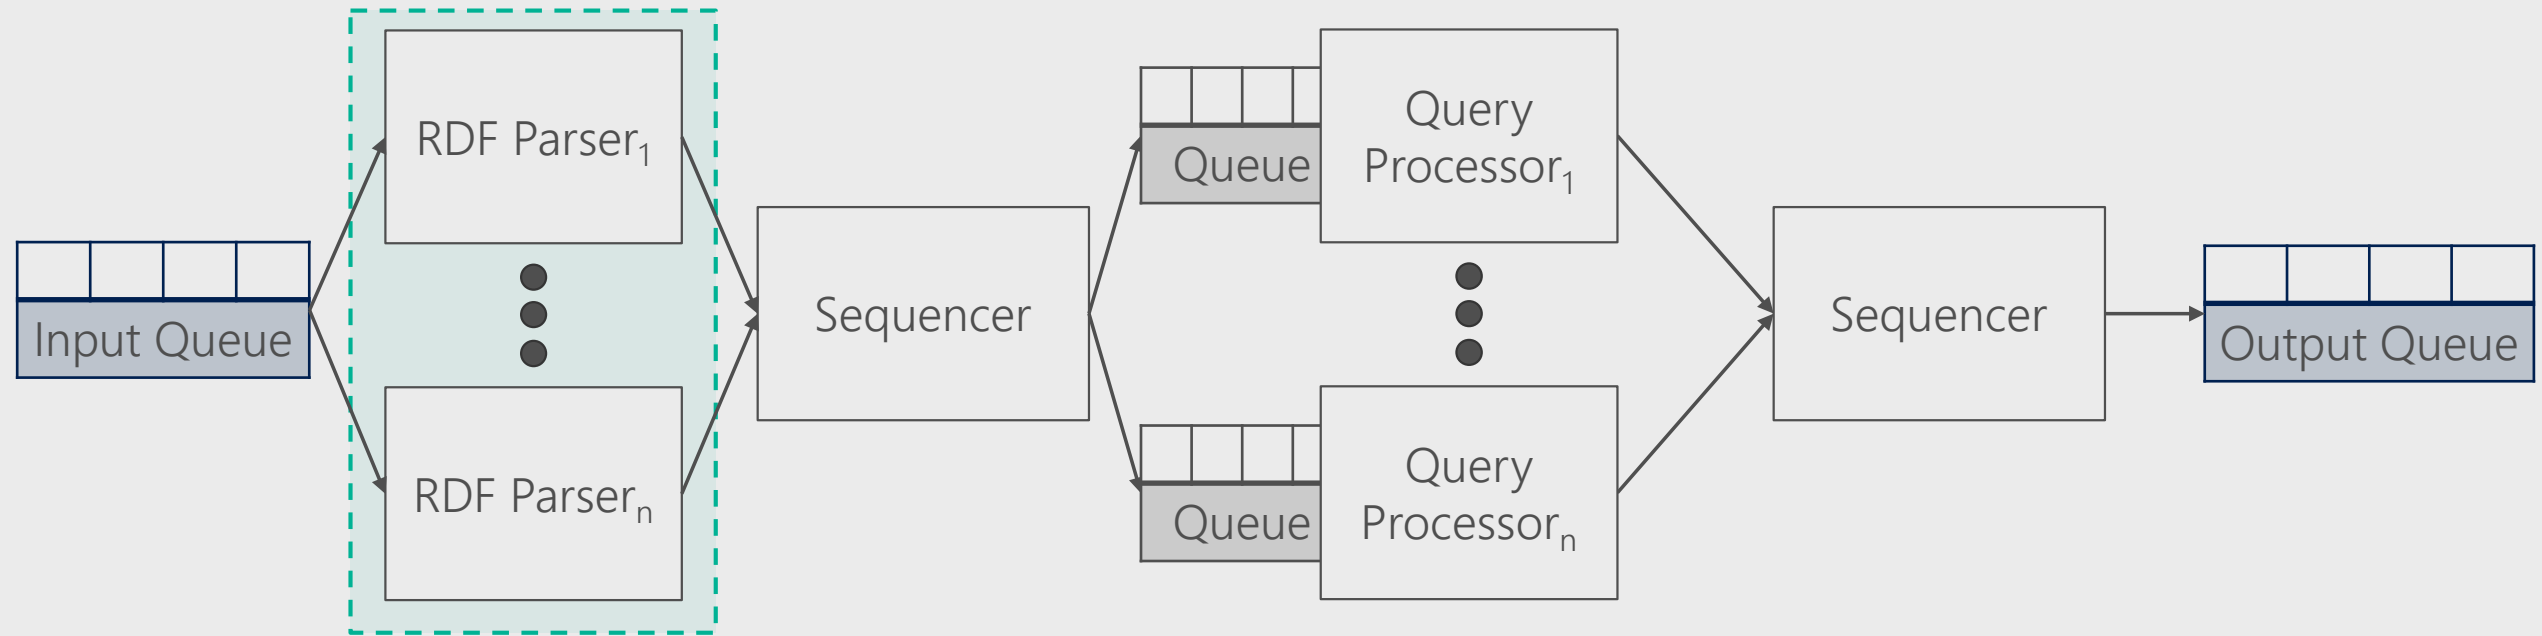 Input Queue
RDF Parser₁
RDF Parserₙ
Sequencer
Queue
Query
Processor₁
Queue
Query
Processorₙ
Sequencer
Output Queue